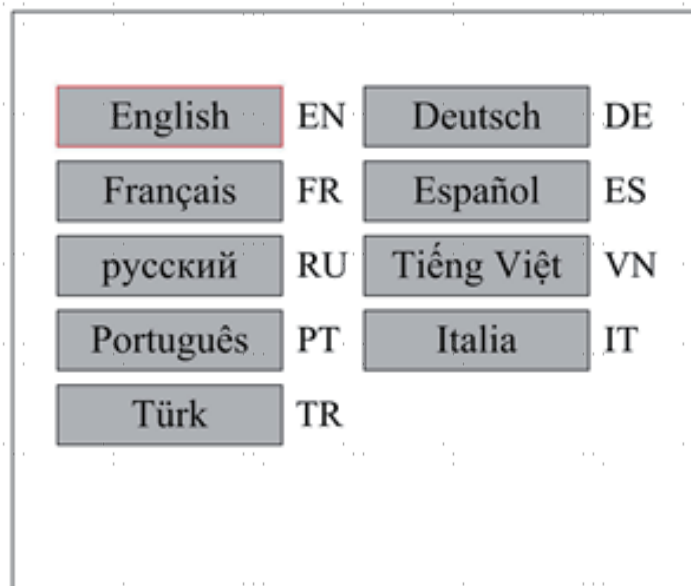 English EN Deutsch DE
Français FR Español ES
русский RU Tiếng Việt VN
Português PT Italia IT
Türk TR